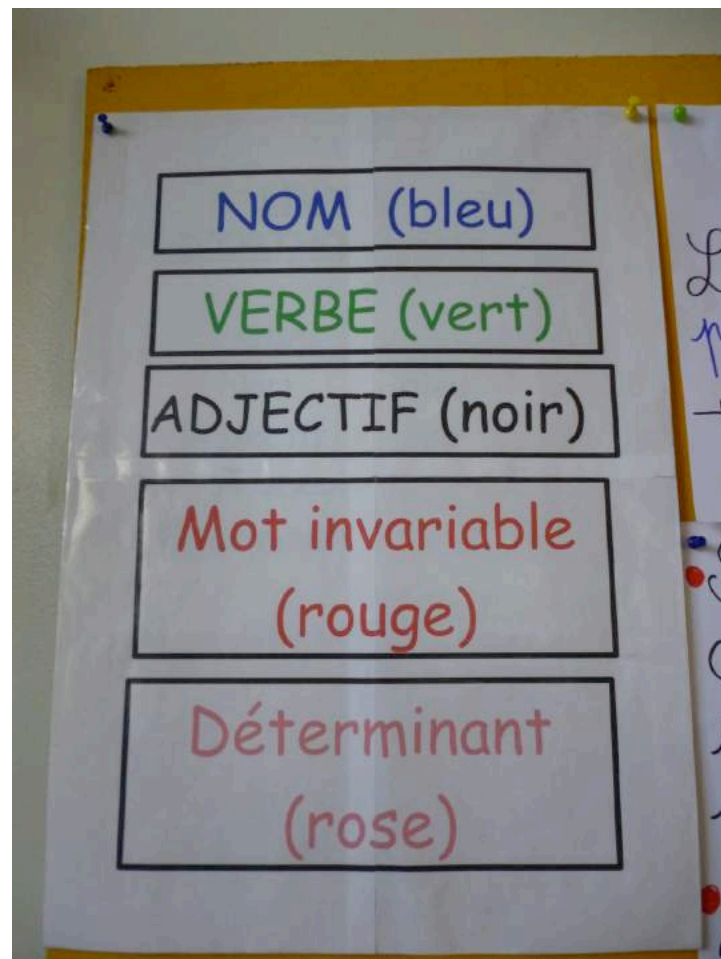 NOM (bleu)
VERBE (vert)
ADJECTIF (noir)
Mot invariable
(rouge)
Déterminant
(rose)